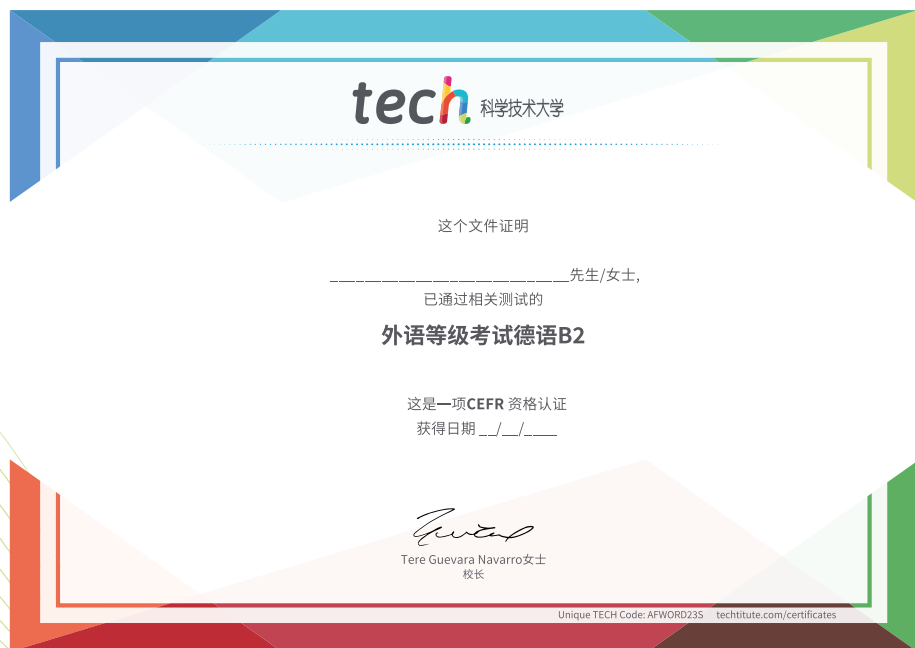 tech 科学技术大学
这个文件证明
____________________________先生/女士,
已通过相关测试的
外语等级考试德语B2
这是一项CEFR 资格认证
获得日期 __/__/____
Tere Guevara Navarro女士
校长
Unique TECH Code: AFWORD23S techtitute.com/certificates